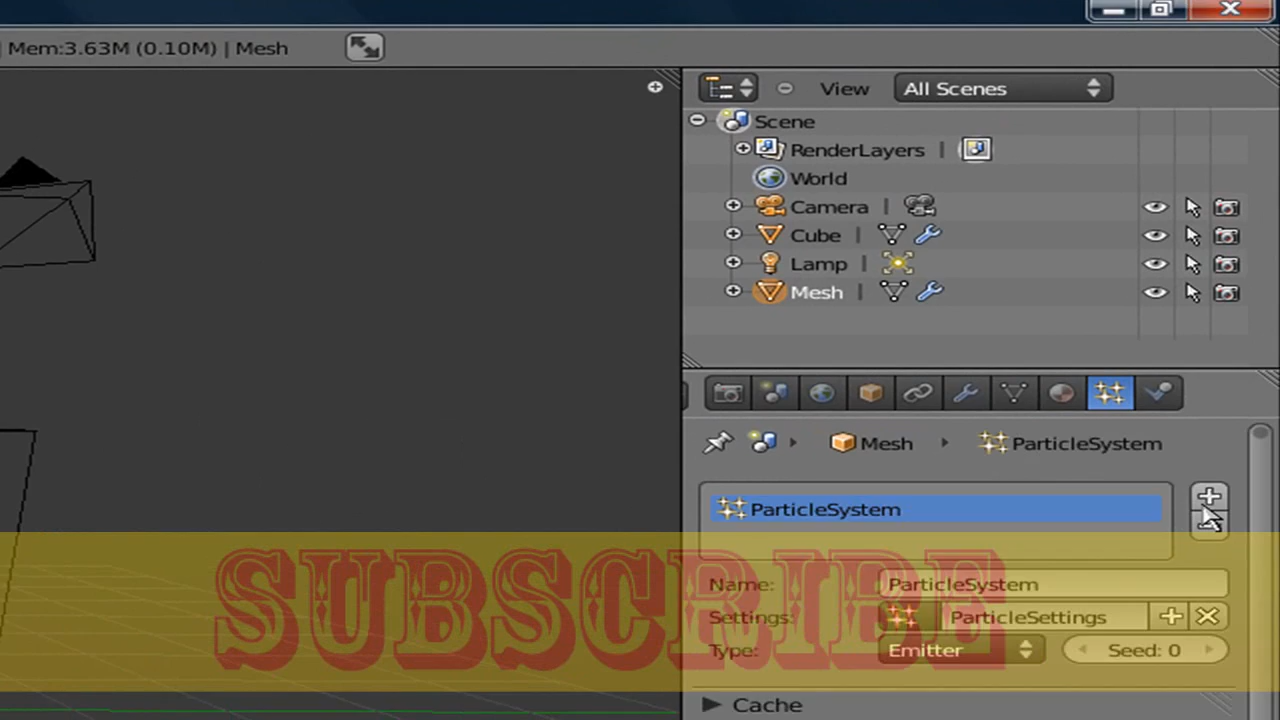 | Mem:3.63M (0.10M) | Mesh
View All Scenes
Scene
RenderLayers |
World
Camera |
Cube |
Lamp |
Mesh |
Mesh ParticleSystem
ParticleSystem
SUBSCRIBE
Name: ParticleSystem
Settings: ParticleSettings
Type: Emitter Seed: 0
Cache